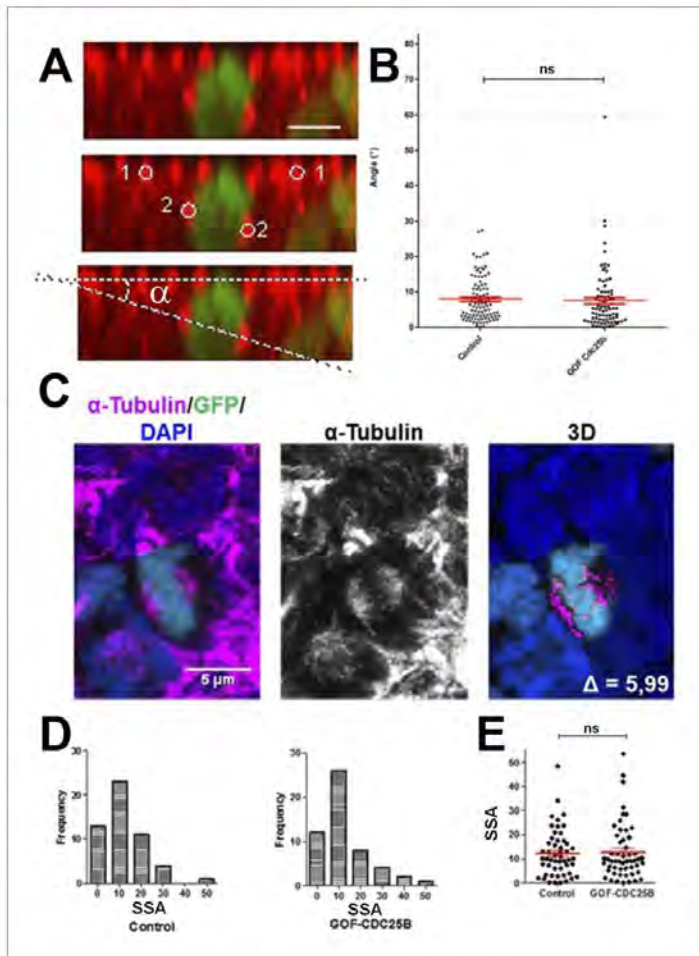 A
1
1
2
2
α
B
ns
Angle (°)
80
70
60
50
40
30
20
10
0
Control
GOF Cdc25b
C
α-Tubulin/GFP/
DAPI
α-Tubulin
3D
5 µm
Δ = 5,99
D
Frequency
30
20
10
0
0 10 20 30 40 50
SSA
Control
Frequency
30
20
10
0
0 10 20 30 40 50
SSA
GOF-CDC25B
E
ns
SSA
50
40
30
20
10
0
Control GOF-CDC25B